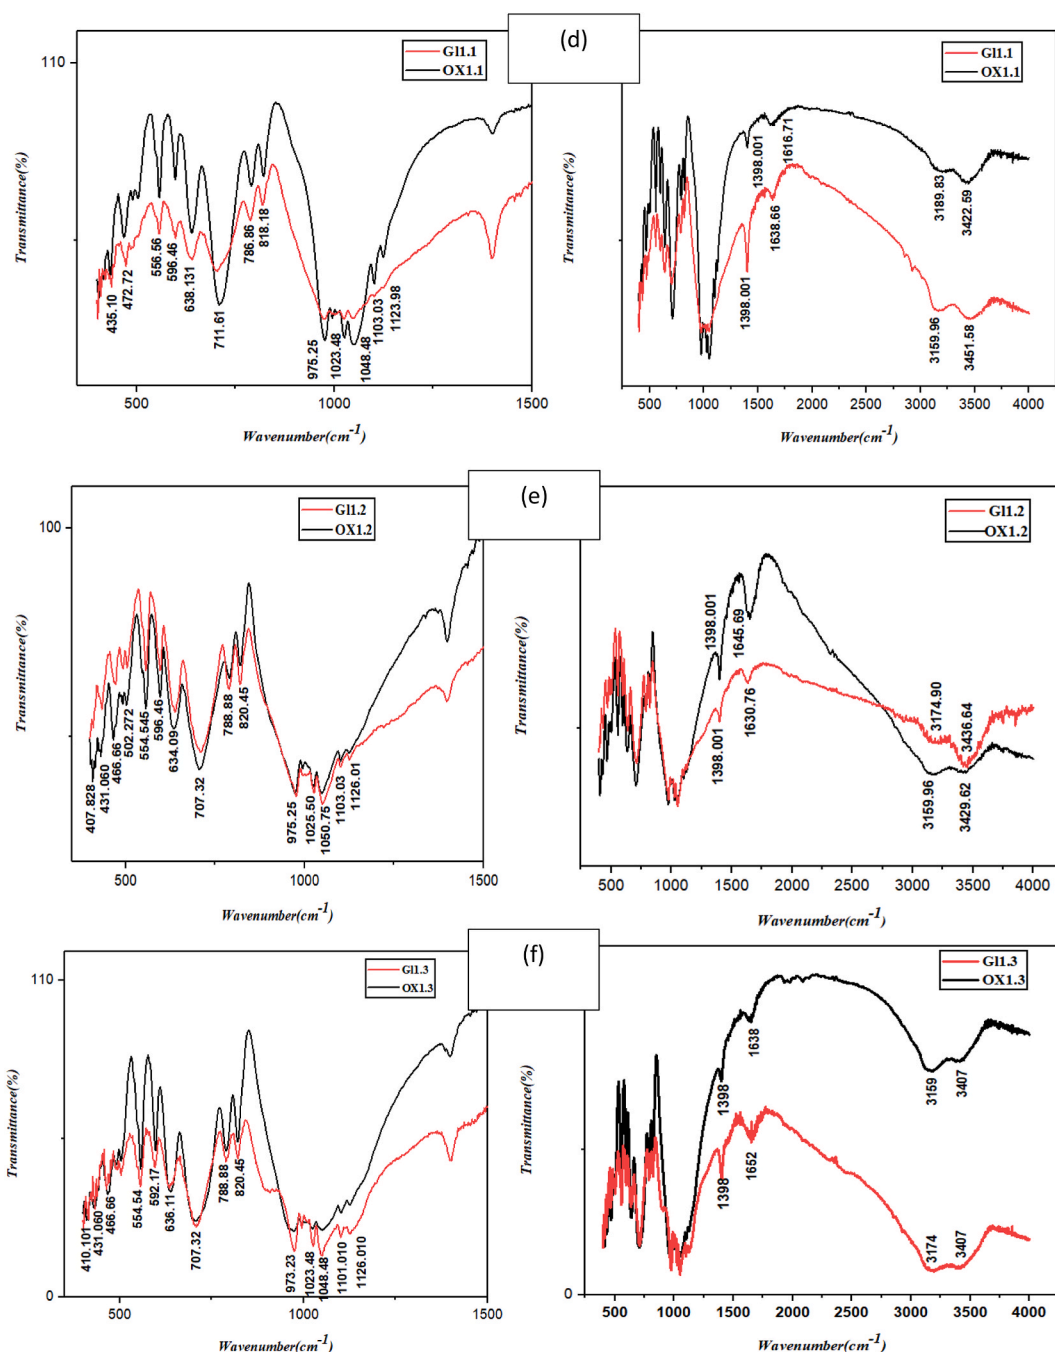 (d)
Gl1.1
OX1.1
110
Transmittance(%)
435.10
472.72
556.56
596.46
638.131
711.61
786.86
818.18
975.25
1023.48
1048.48
1103.03
1123.98
500
1000
1500
Wavenumber(cm⁻¹)
Gl1.1
OX1.1
Transmittance(%)
1398.001
1616.71
1398.001
1638.66
3189.83
3422.59
3159.96
3451.58
500 1000 1500 2000 2500 3000 3500 4000
Wavenumber(cm⁻¹)
(e)
Gl1.2
OX1.2
100
Transmittance(%)
407.828
431.060
466.66
502.272
554.545
596.46
634.09
707.32
788.88
820.45
975.25
1025.50
1050.75
1103.03
1126.01
500
1000
1500
Wavenumber(cm⁻¹)
Gl1.2
OX1.2
Transmittance(%)
1398.001
1645.69
1398.001
1630.76
3174.90
3436.64
3159.96
3429.62
500 1000 1500 2000 2500 3000 3500 4000
Wavenumber(cm⁻¹)
(f)
Gl1.3
OX1.3
110
0
Transmittance(%)
410.101
431.060
466.66
554.54
592.17
636.11
707.32
788.88
820.45
973.23
1023.48
1048.48
1101.010
1126.010
500
1000
1500
Wavenumber(cm⁻¹)
Gl1.3
OX1.3
0
Transmittance(%)
1398
1638
1398
1652
3159
3407
3174
3407
500 1000 1500 2000 2500 3000 3500 4000
Wavenumber(cm⁻¹)